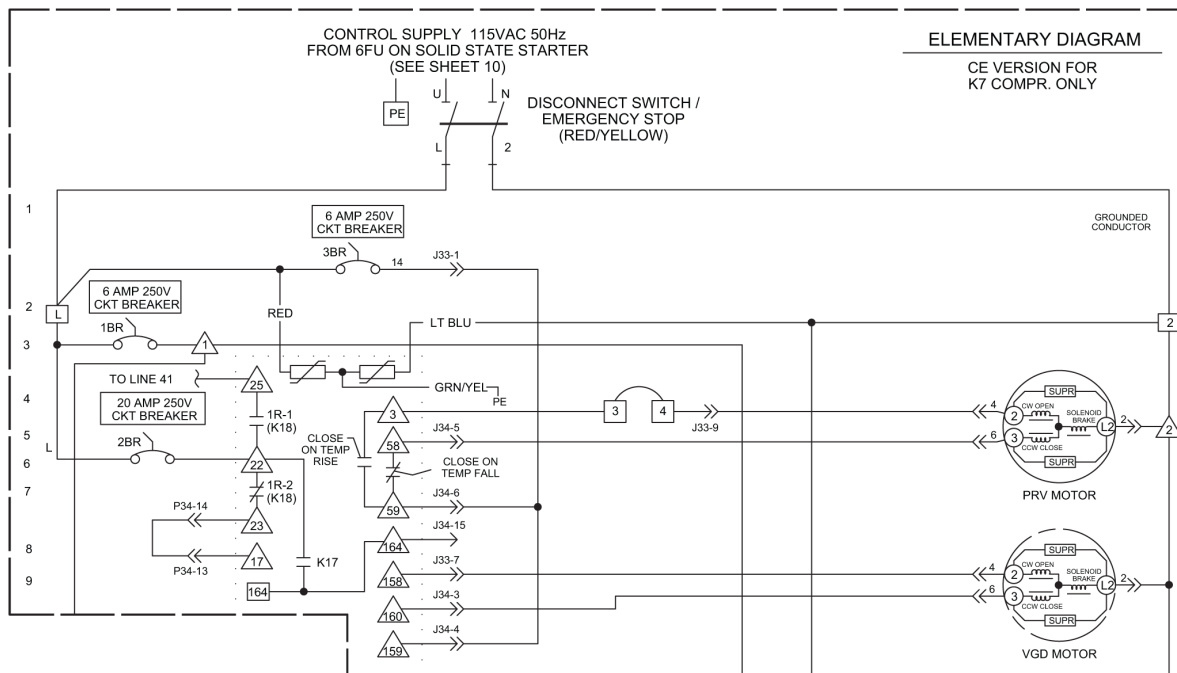 CONTROL SUPPLY 115VAC 50Hz
FROM 6FU ON SOLID STATE STARTER
(SEE SHEET 10)
ELEMENTARY DIAGRAM
CE VERSION FOR
K7 COMPR. ONLY
U
N
PE
DISCONNECT SWITCH /
EMERGENCY STOP
(RED/YELLOW)
L
2
1
6 AMP 250V
CKT BREAKER
GROUNDED
CONDUCTOR
3BR
14
J33-1
6 AMP 250V
CKT BREAKER
2
L
RED
1BR
LT BLU
2
3
1
TO LINE 41
25
GRN/YEL
PE
4
20 AMP 250V
CKT BREAKER
1R-1
(K18)
3
3
4
J33-9
4
SUPR
CW OPEN
2
SOLENOID
BRAKE
L2
2
2
5
L
2BR
CLOSE
ON TEMP
RISE
58
J34-5
6
3
CCW CLOSE
SUPR
6
22
CLOSE ON
TEMP FALL
7
1R-2
(K18)
59
J34-6
PRV MOTOR
P34-14
23
J34-15
8
164
SUPR
P34-13
17
K17
J33-7
4
CW OPEN
2
SOLENOID
BRAKE
L2
2
9
164
158
6
3
CCW CLOSE
SUPR
J34-3
160
J34-4
159
VGD MOTOR